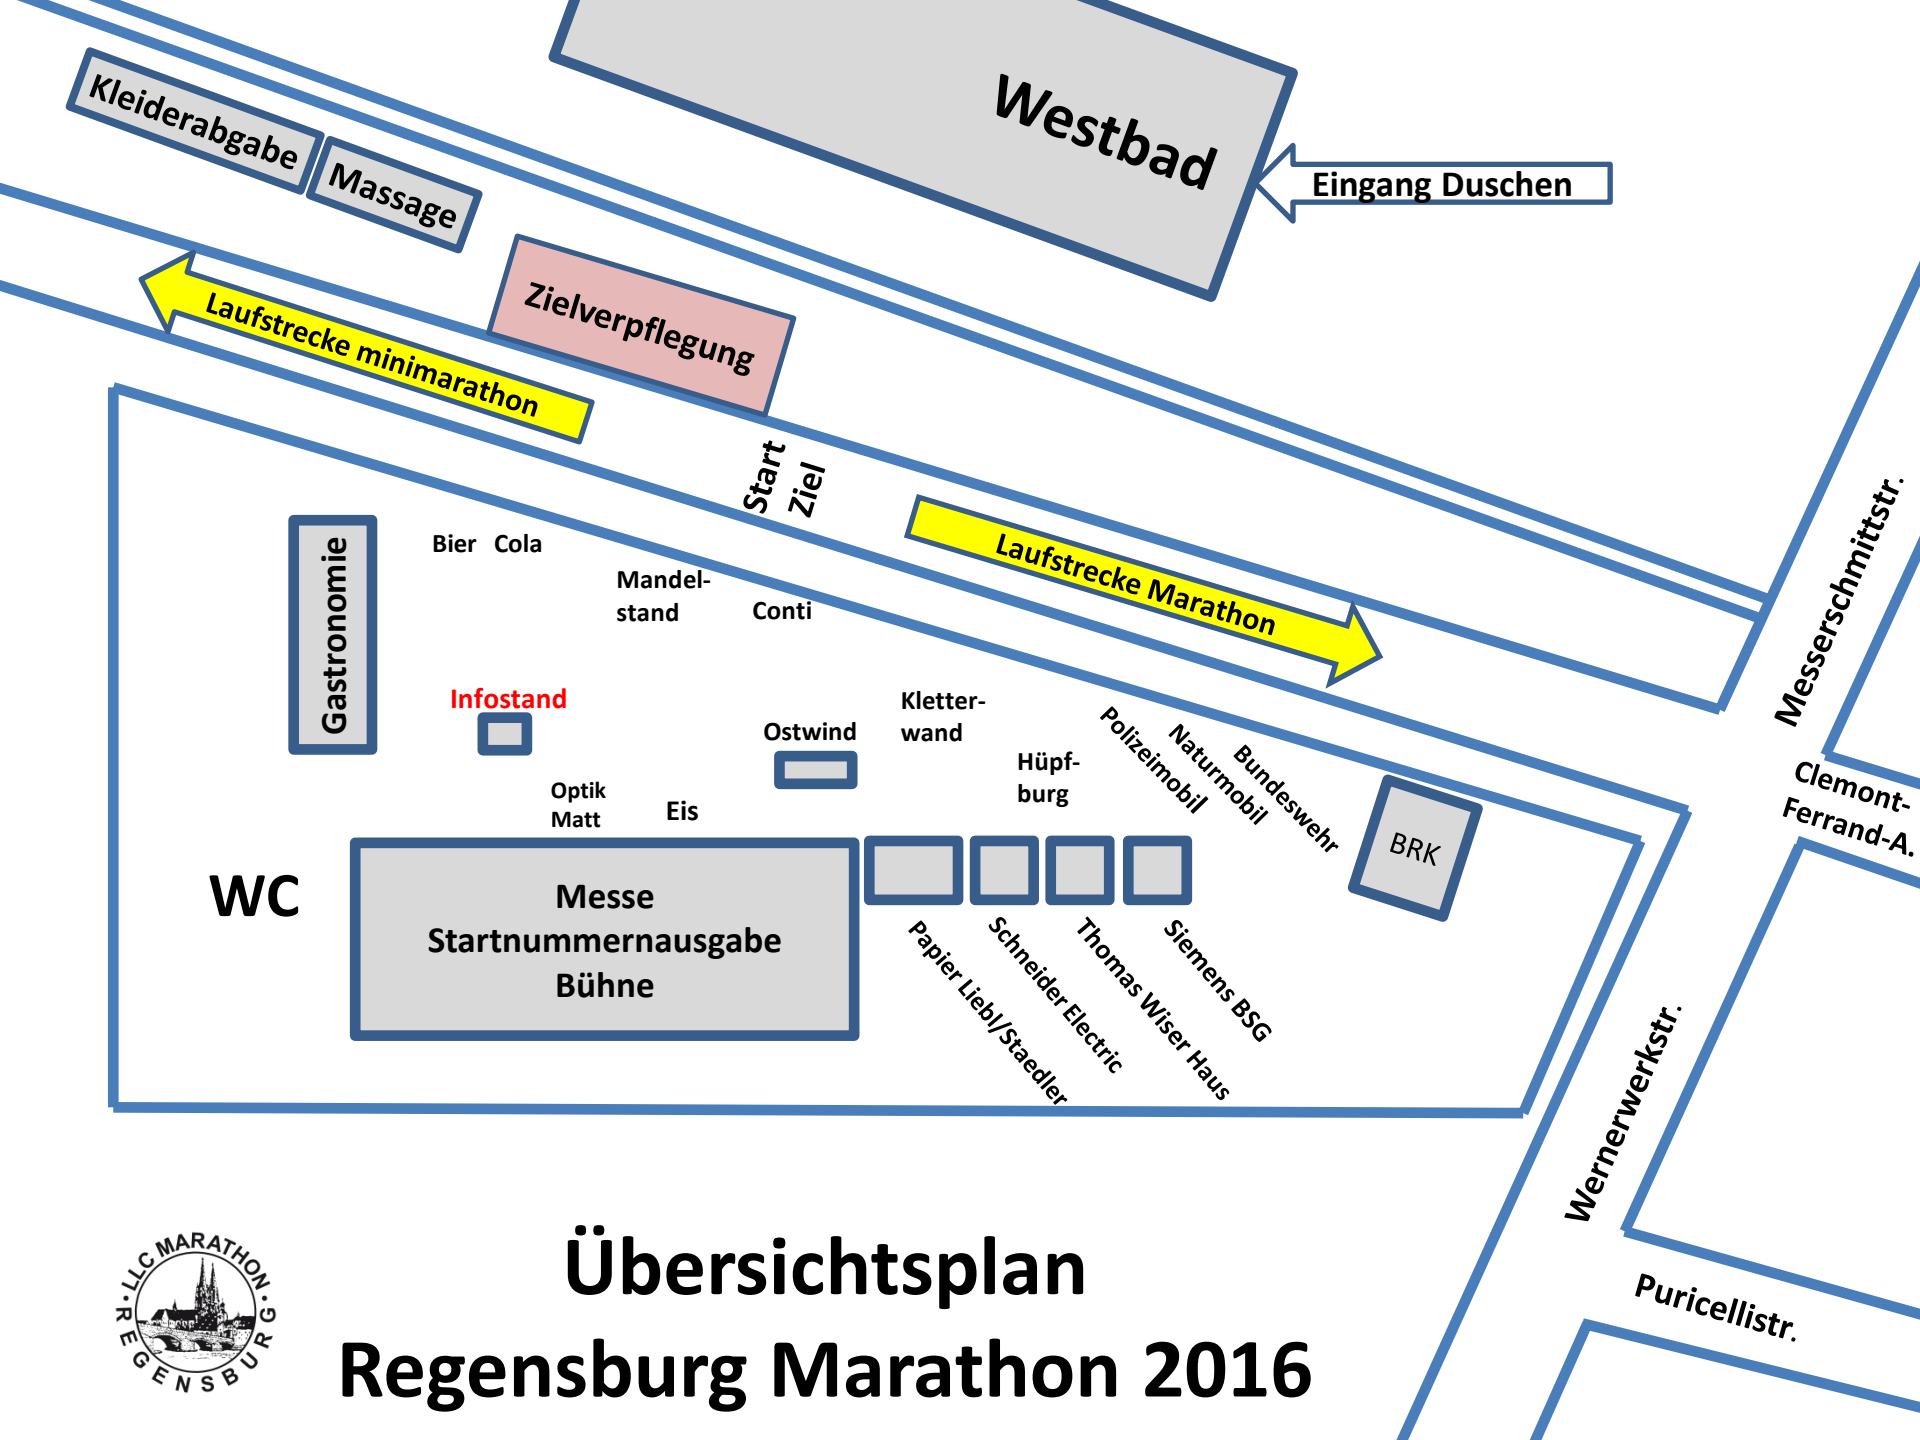 Westbad
Kleiderabgabe
Massage
Eingang Duschen
Zielverpflegung
Laufstrecke minimarathon
Start
Ziel
Laufstrecke Marathon
Messerschmittstr.
Gastronomie
Bier Cola
Mandel-
stand
Conti
Infostand
Ostwind
Kletter-
wand
Hüpf-
burg
Polizeimobil
Naturmobil
Bundeswehr
BRK
Clemont-
Ferrand-A.
Optik
Matt
Eis
WC
Messe
Startnummernausgabe
Bühne
Papier Liebl/Staedler
Schneider Electric
Thomas Wiser Haus
Siemens BSG
Wernerwerkstr.
Puricellistr.
LLC MARATHON
REGENSBURG
Übersichtsplan
Regensburg Marathon 2016